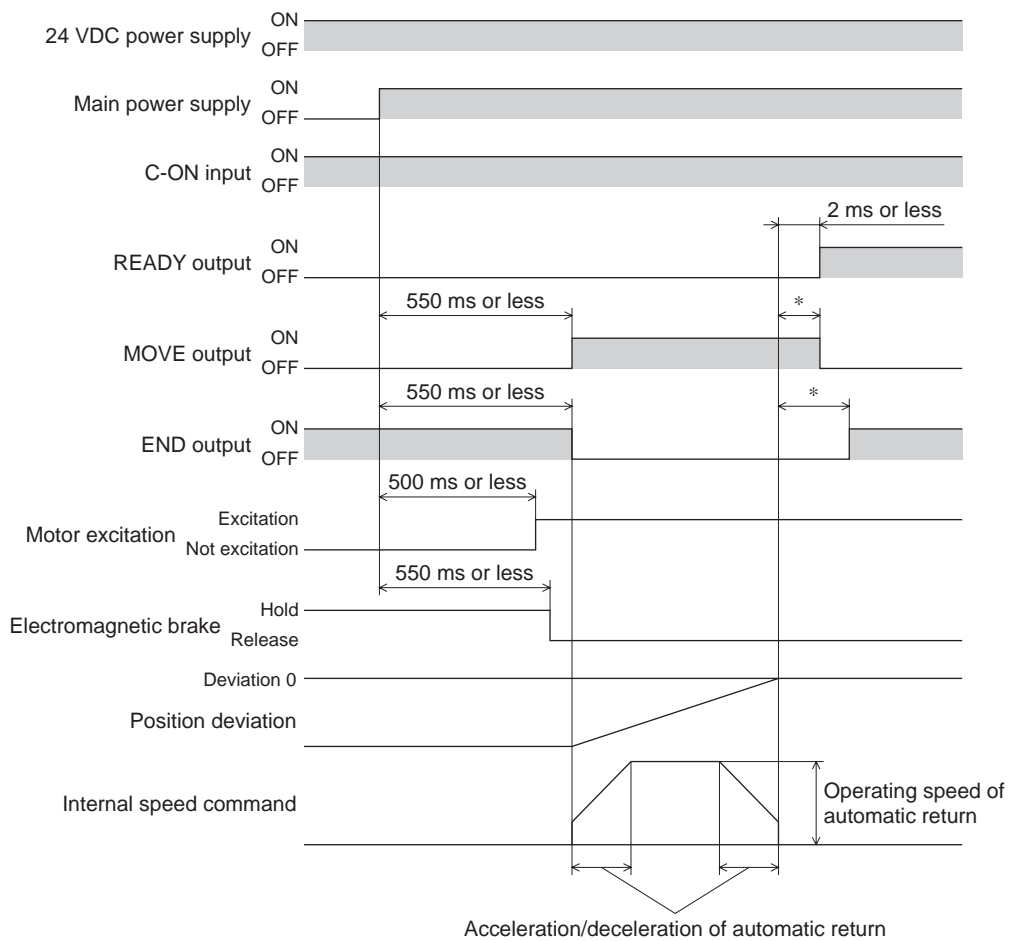 24 VDC power supply
ON
OFF
Main power supply
ON
OFF
C-ON input
ON
OFF
2 ms or less
READY output
ON
OFF
550 ms or less
*
MOVE output
ON
OFF
550 ms or less
*
END output
ON
OFF
500 ms or less
Motor excitation
Excitation
Not excitation
550 ms or less
Electromagnetic brake
Hold
Release
Deviation 0
Position deviation
Internal speed command
Operating speed of
automatic return
Acceleration/deceleration of automatic return